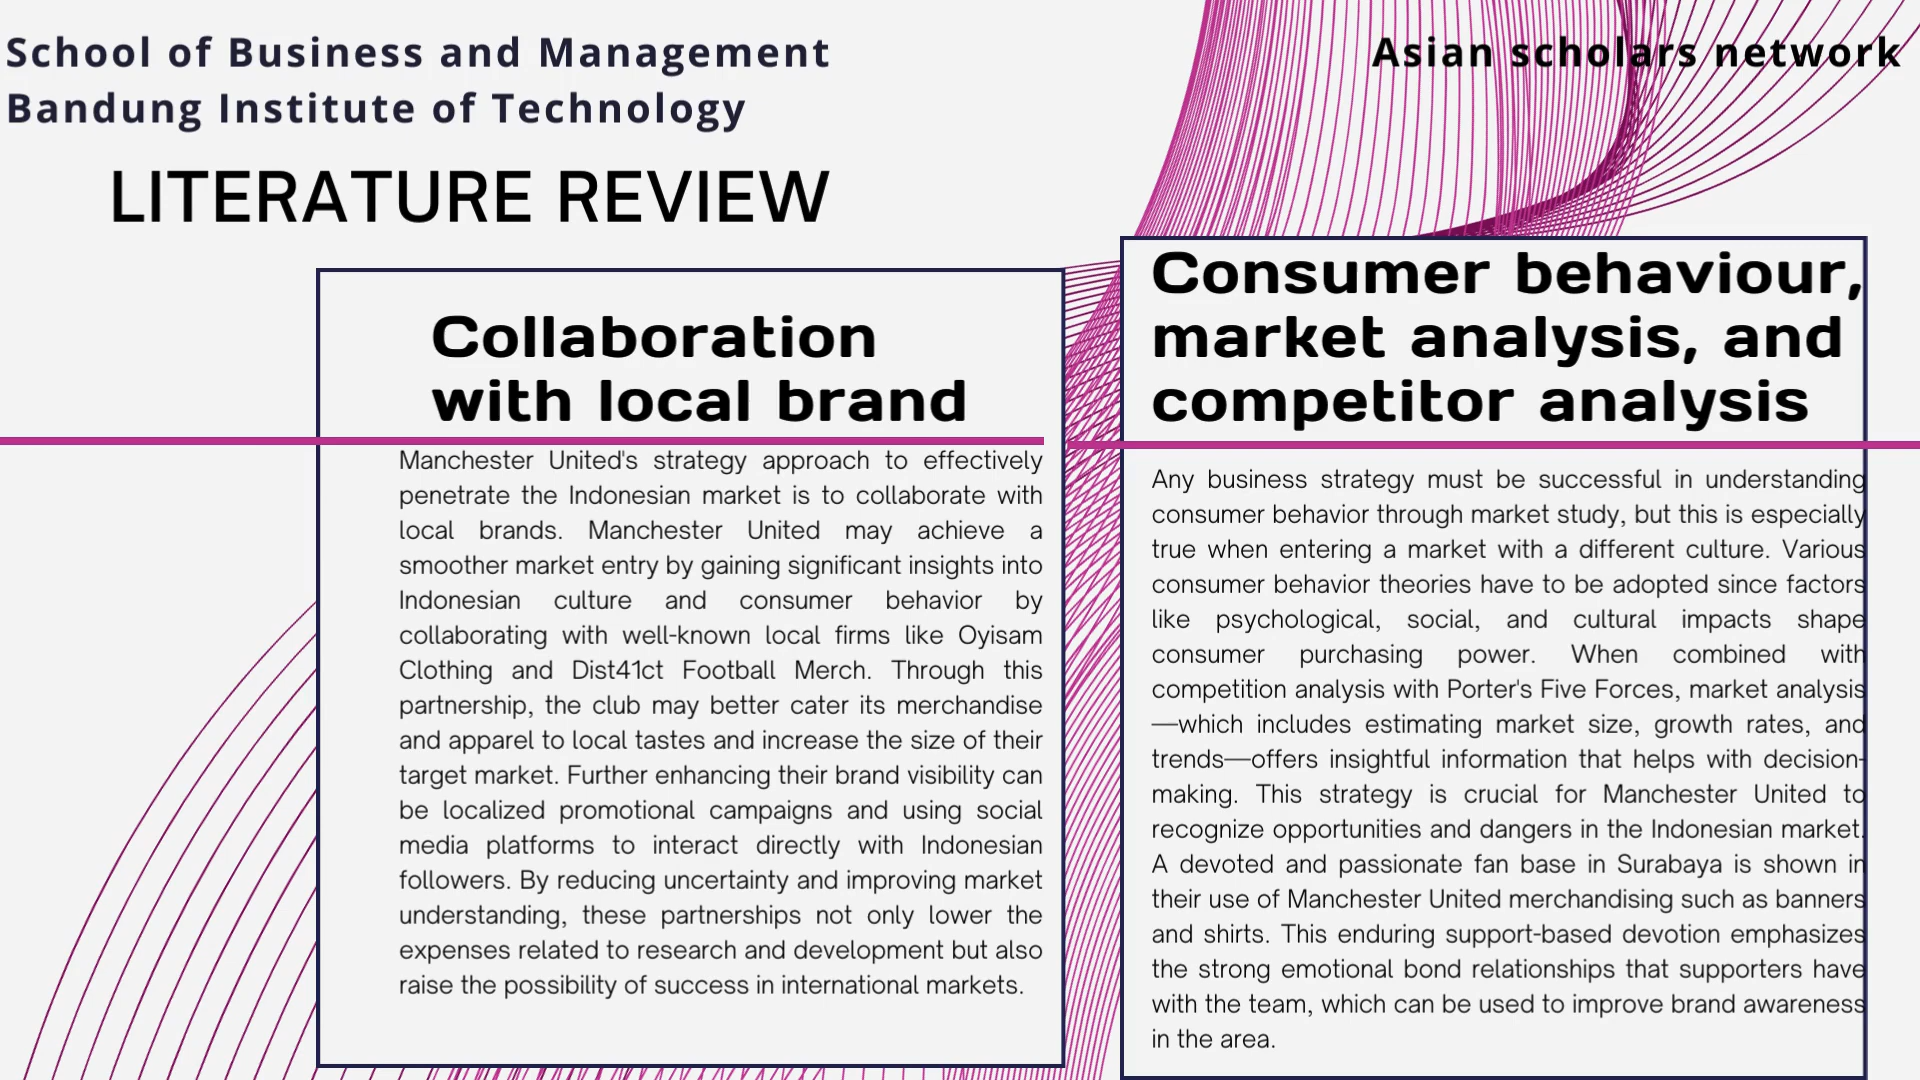 School of Business and Management
Bandung Institute of Technology
Asian scholars network
LITERATURE REVIEW
Collaboration
with local brand
Manchester United's strategy approach to effectively
penetrate the Indonesian market is to collaborate with
local brands. Manchester United may achieve a
smoother market entry by gaining significant insights into
Indonesian culture and consumer behavior by
collaborating with well-known local firms like Oyisam
Clothing and Dist41ct Football Merch. Through this
partnership, the club may better cater its merchandise
and apparel to local tastes and increase the size of their
target market. Further enhancing their brand visibility can
be localized promotional campaigns and using social
media platforms to interact directly with Indonesian
followers. By reducing uncertainty and improving market
understanding, these partnerships not only lower the
expenses related to research and development but also
raise the possibility of success in international markets.
Consumer behaviour,
market analysis, and
competitor analysis
Any business strategy must be successful in understanding
consumer behavior through market study, but this is especially
true when entering a market with a different culture. Various
consumer behavior theories have to be adopted since factors
like psychological, social, and cultural impacts shape
consumer purchasing power. When combined with
competition analysis with Porter's Five Forces, market analysis
—which includes estimating market size, growth rates, and
trends—offers insightful information that helps with decision-
making. This strategy is crucial for Manchester United to
recognize opportunities and dangers in the Indonesian market.
A devoted and passionate fan base in Surabaya is shown in
their use of Manchester United merchandising such as banners
and shirts. This enduring support-based devotion emphasizes
the strong emotional bond relationships that supporters have
with the team, which can be used to improve brand awareness
in the area.